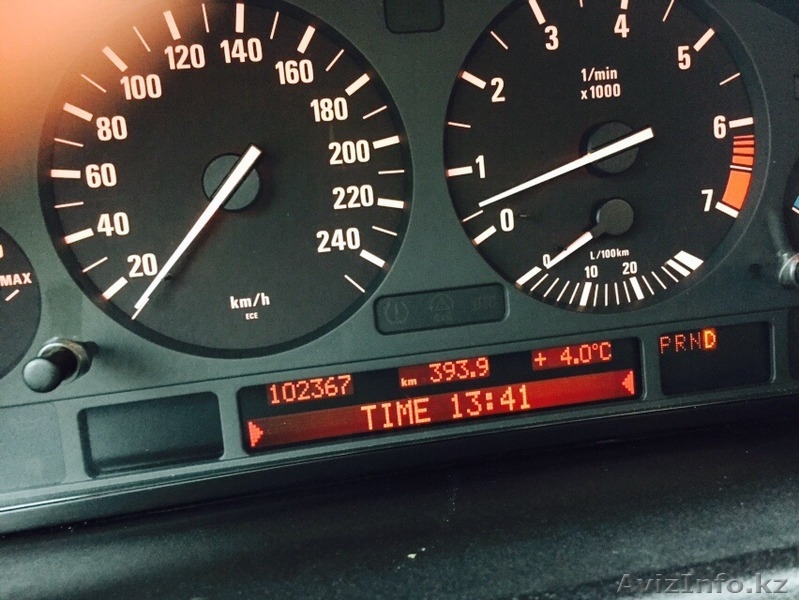 20 40 60 80 100 120 140 160 180 200 220 240
km/h
ECE
MAX
0 1 2 3 4 5 6 7
1/min
x1000
L/100km
0 10 20
102367 km 393.9 + 4.0°C
PRND
TIME 13:41
AvizInfo.kz